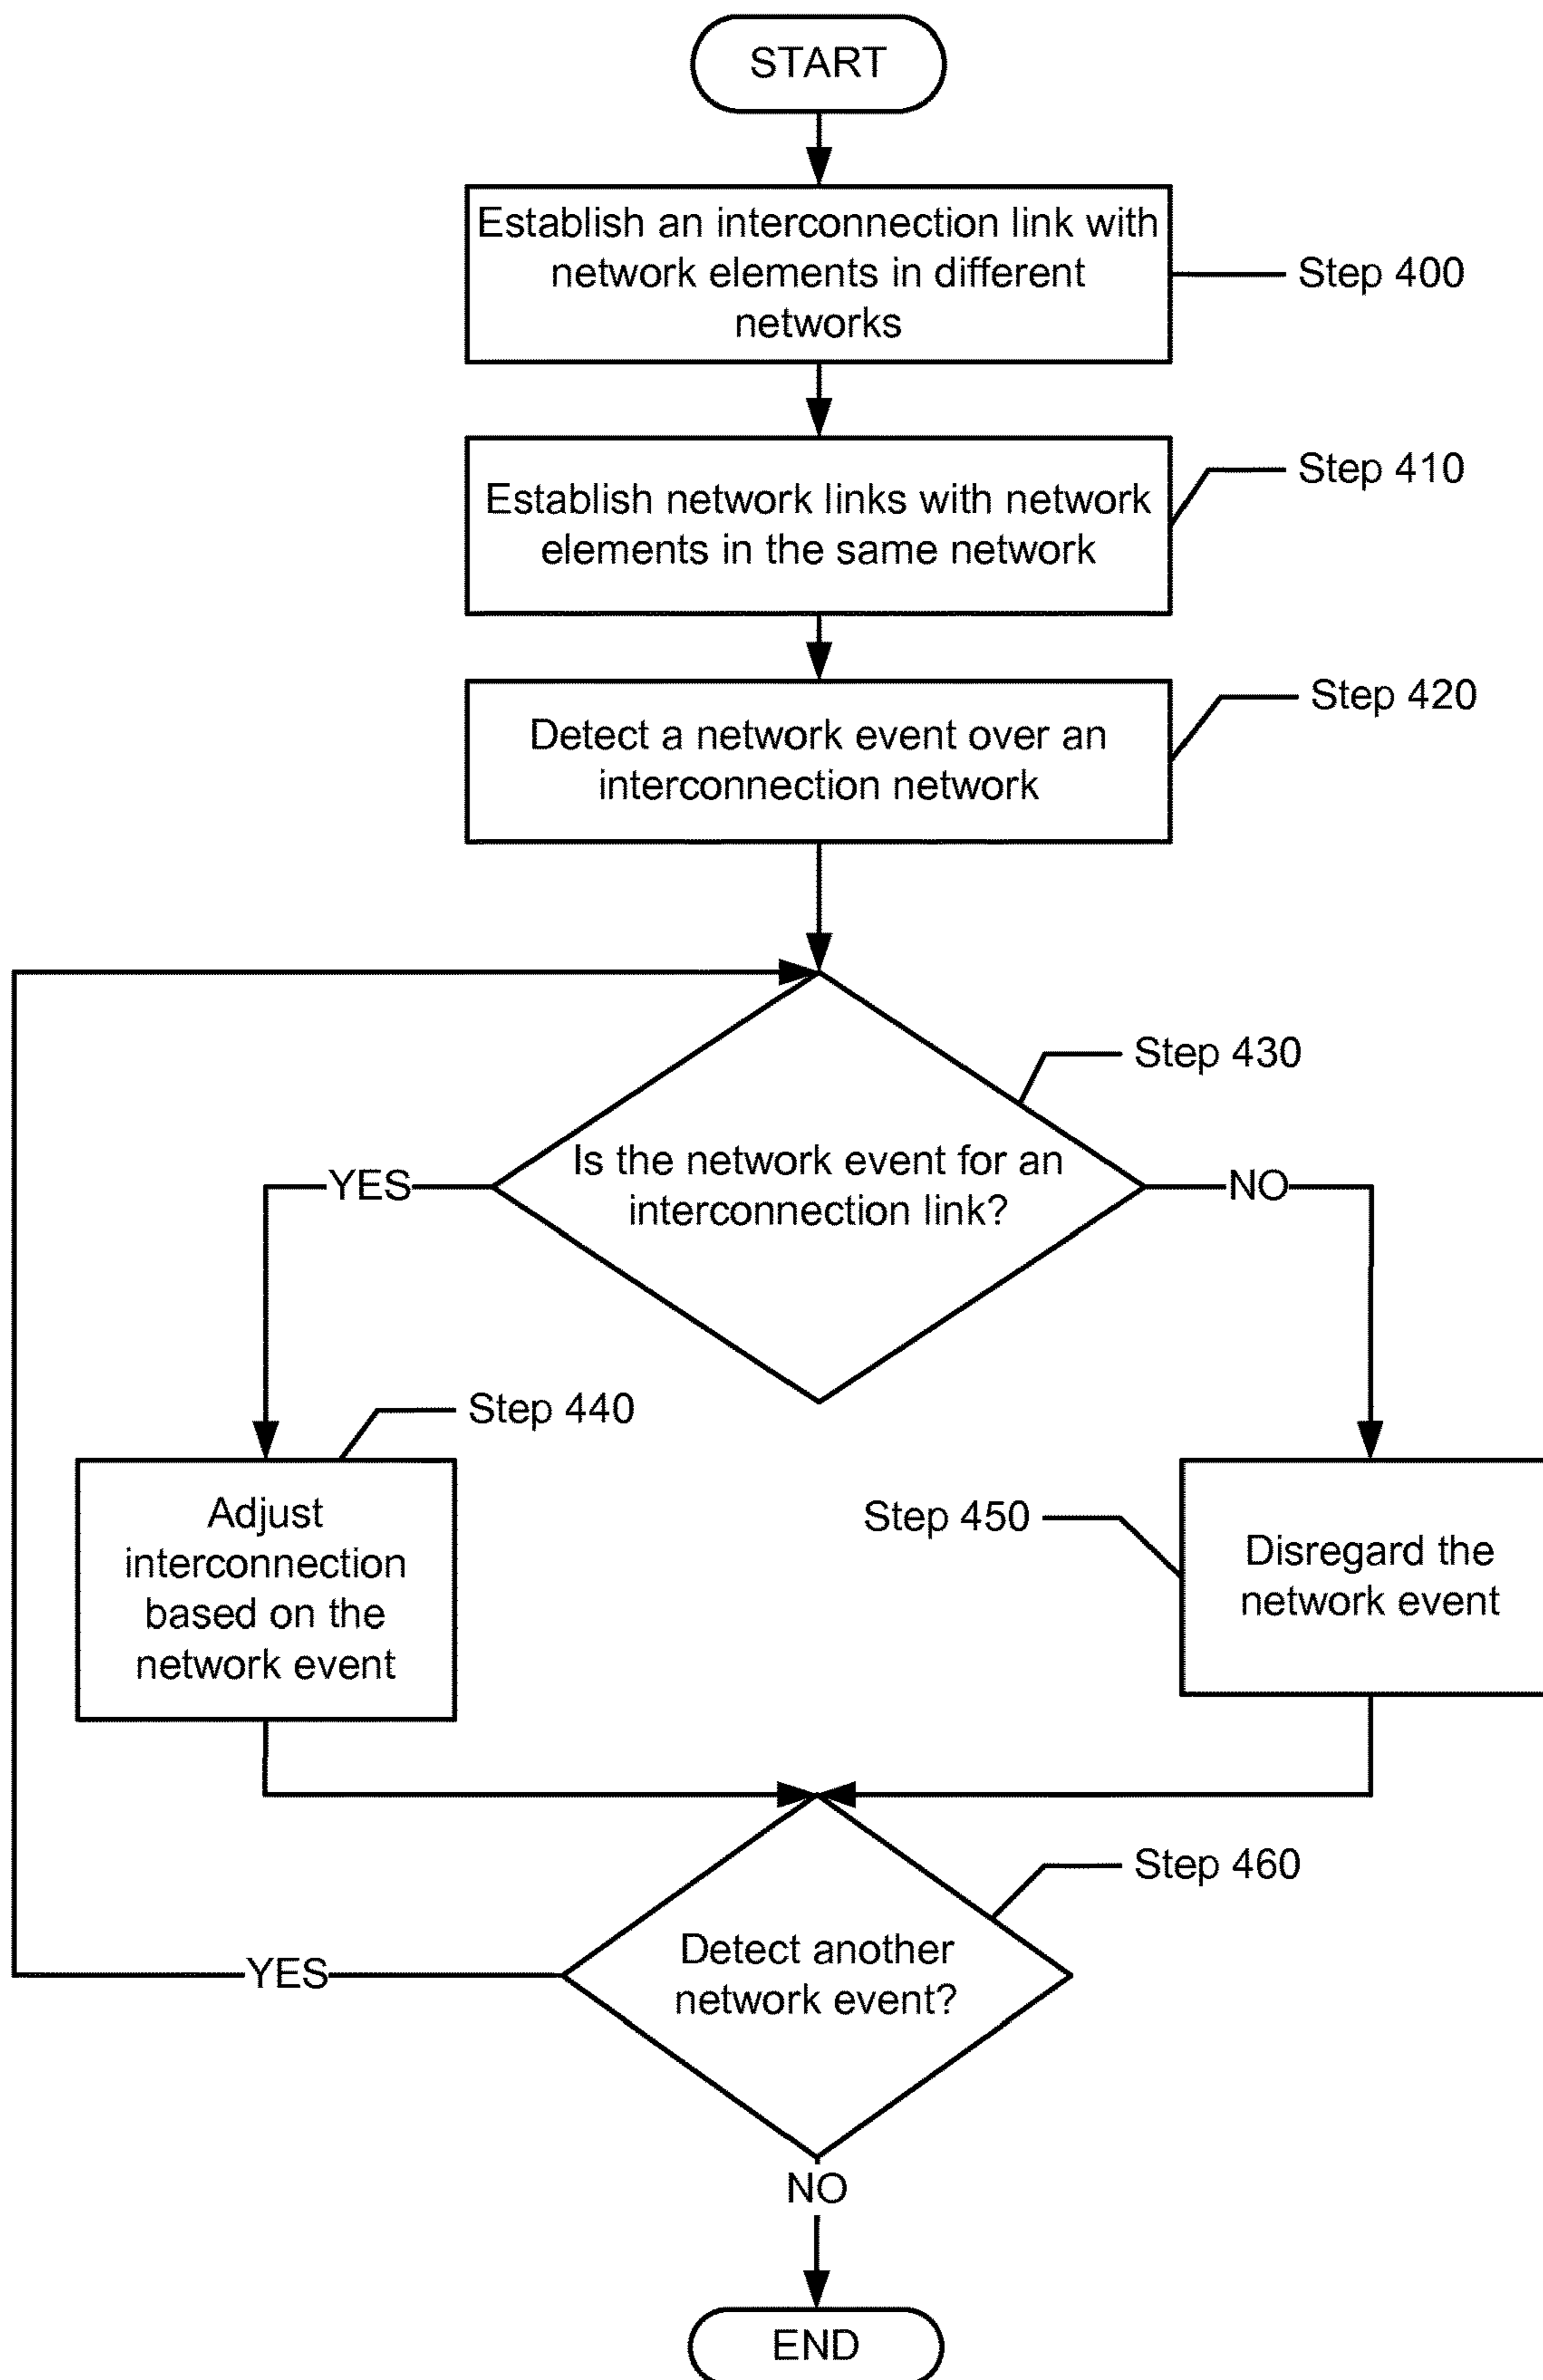 START
Establish an interconnection link with
network elements in different
networks
Step 400
Establish network links with network
elements in the same network
Step 410
Detect a network event over an
interconnection network
Step 420
Step 430
Is the network event for an
interconnection link?
YES
NO
Step 440
Adjust
interconnection
based on the
network event
Step 450
Disregard the
network event
Step 460
Detect another
network event?
YES
NO
END